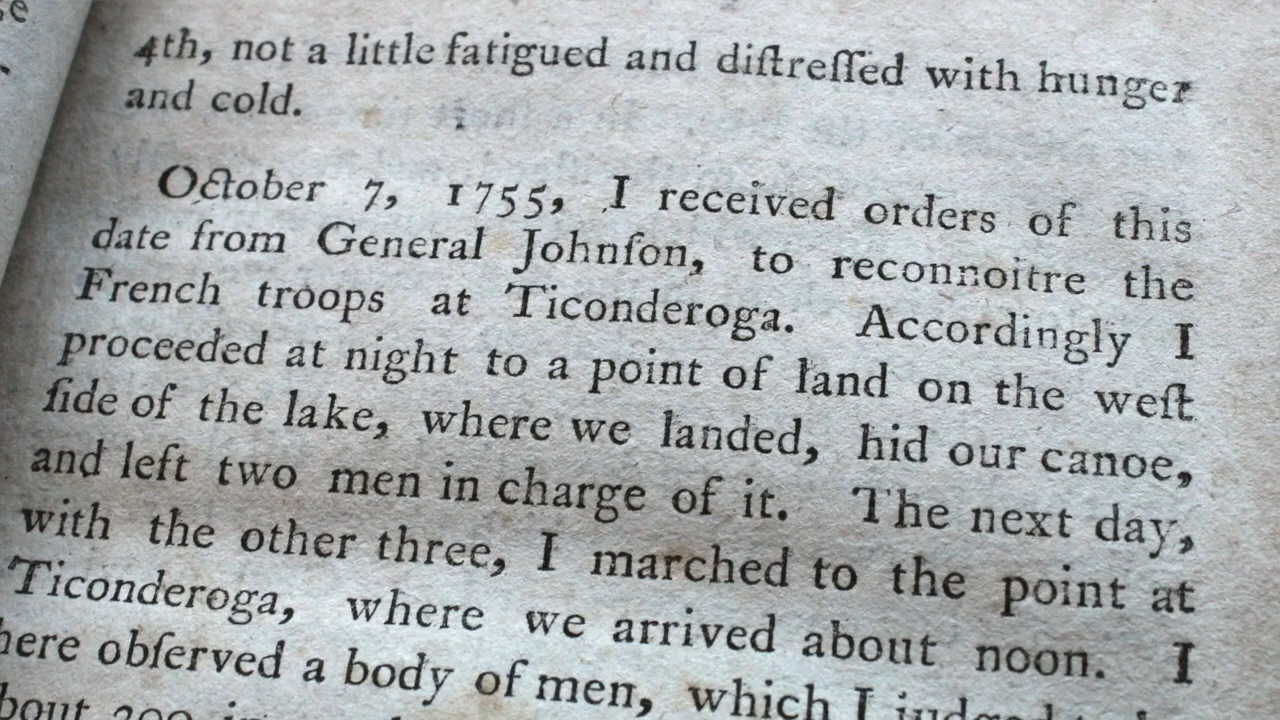 4th, not a little fatigued and diſtreſſed with hunger
and cold.
October 7, 1755, I received orders of this
date from General Johnſon, to reconnoitre the
French troops at Ticonderoga. Accordingly I
proceeded at night to a point of land on the weſt
ſide of the lake, where we landed, hid our canoe,
and left two men in charge of it. The next day,
with the other three, I marched to the point at
Ticonderoga, where we arrived about noon. I
here obſerved a body of men, which I judged